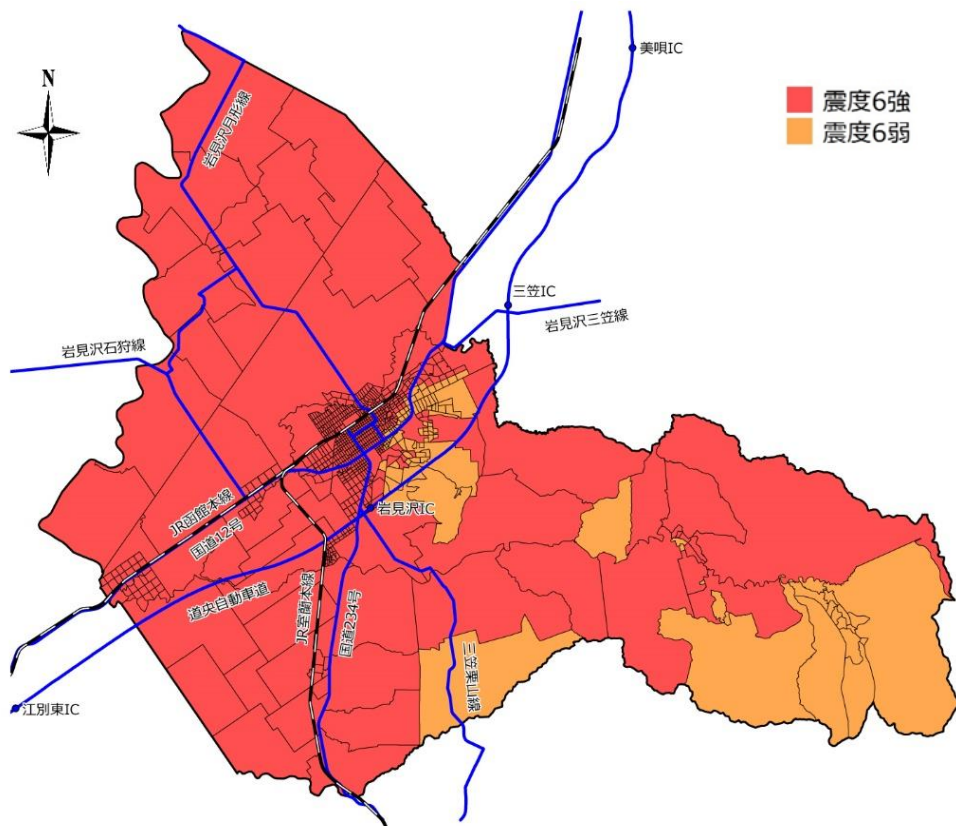 美唄IC
N
震度6強
震度6弱
岩見沢月形線
三笠IC
岩見沢三笠線
岩見沢石狩線
JR函館本線
国道12号
岩見沢IC
道央自動車道
JR室蘭本線
国道234号
三笠栗山線
江別東IC